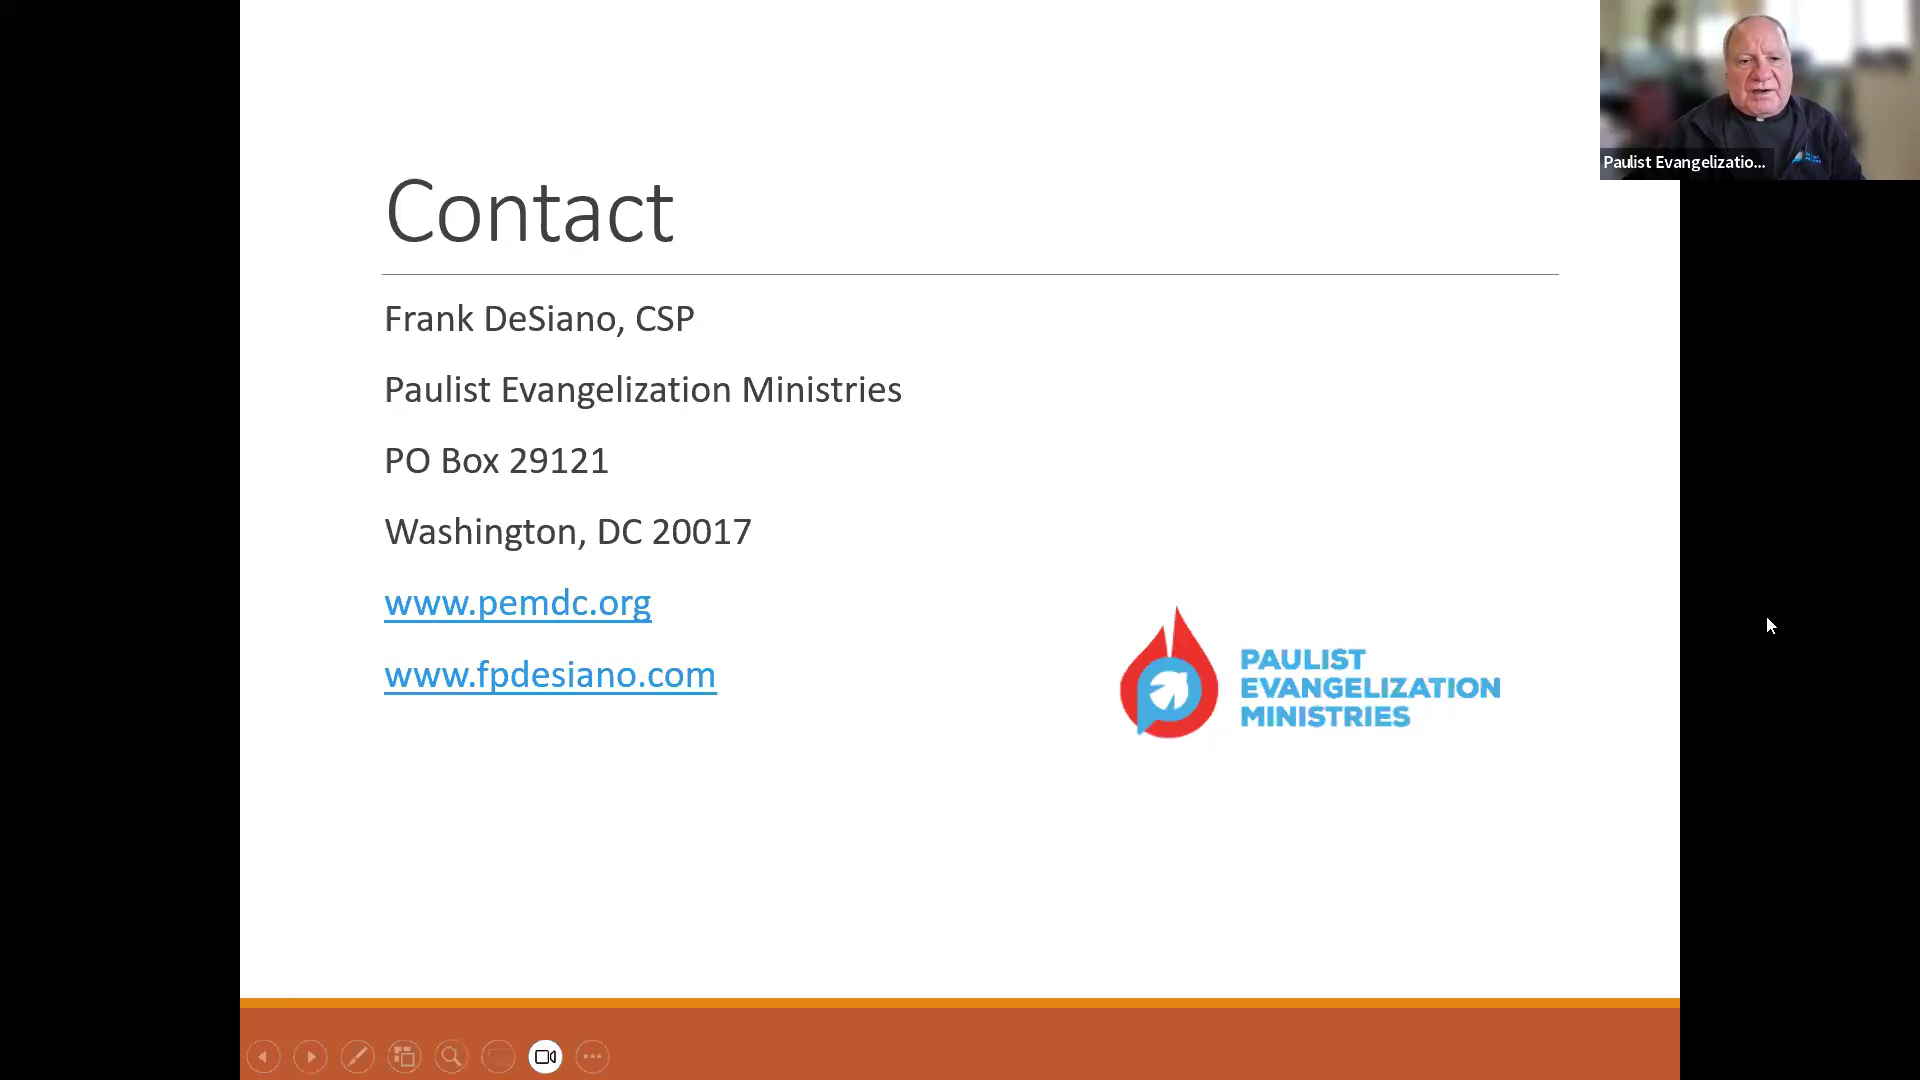 Paulist Evangelizatio...
Contact
Frank DeSiano, CSP
Paulist Evangelization Ministries
PO Box 29121
Washington, DC 20017
www.pemdc.org
www.fpdesiano.com
PAULIST
EVANGELIZATION
MINISTRIES